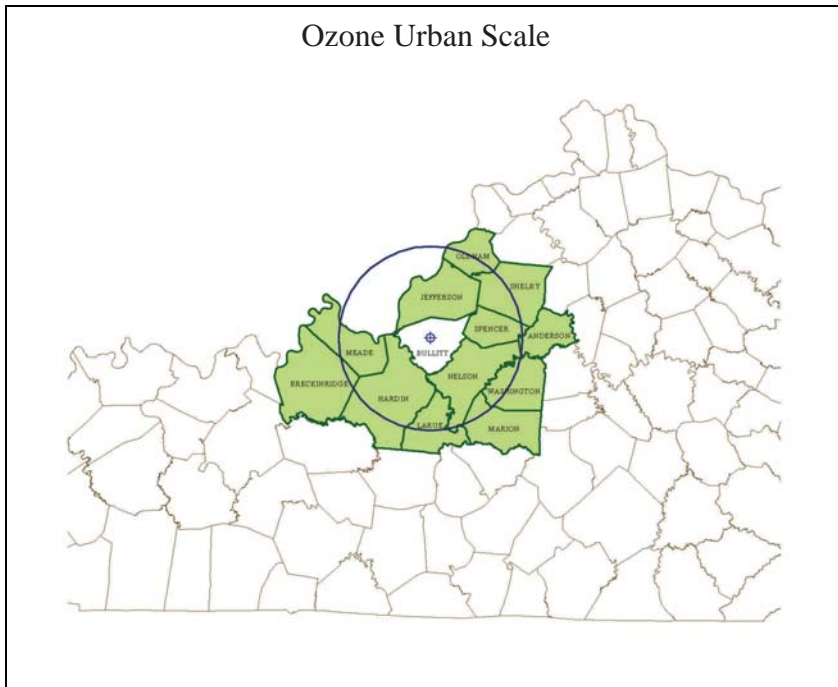 Ozone Urban Scale
OLDHAM
SHELBY
JEFFERSON
SPENCER
ANDERSON
BULLITT
MEADE
NELSON
BRECKINRIDGE
WASHINGTON
HARDIN
LARUE
MARION